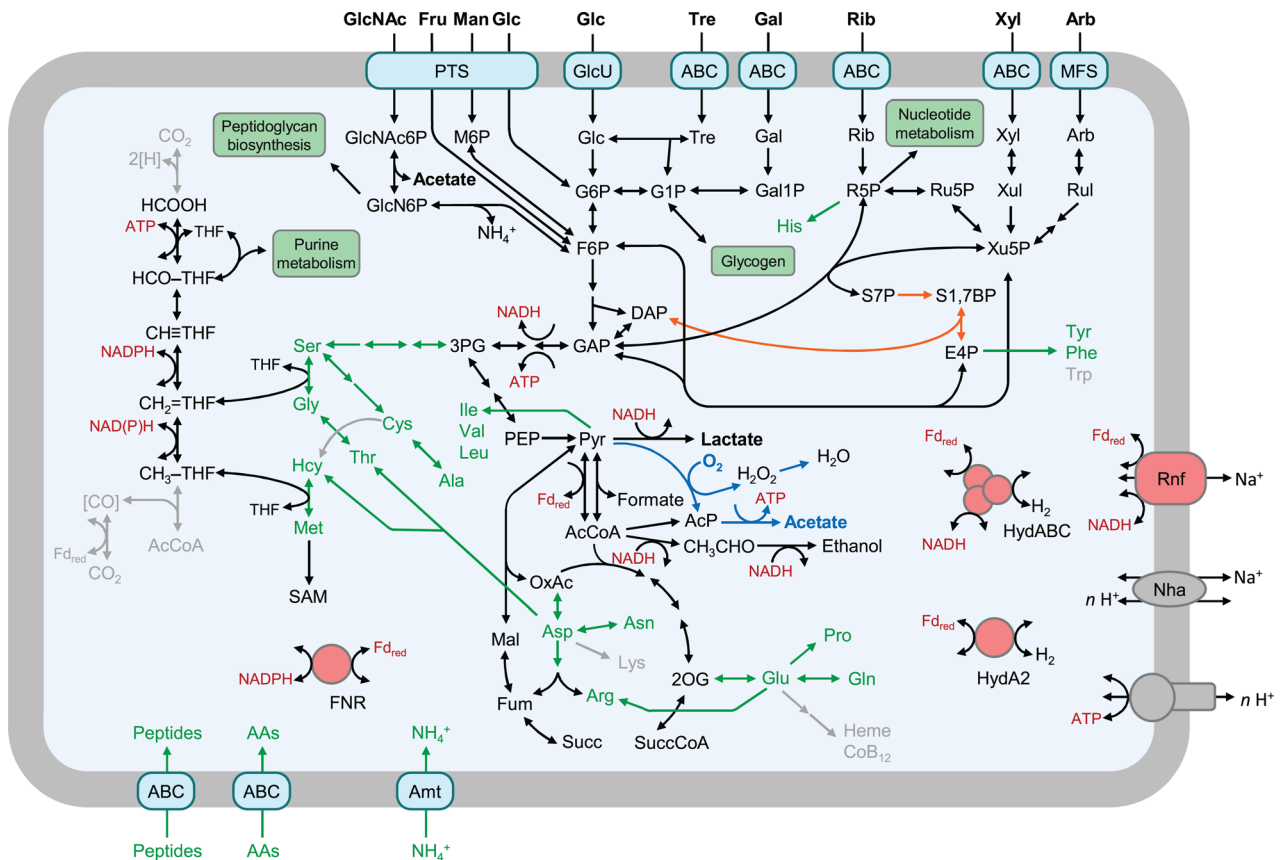 GlcNAc Fru Man Glc Glc Tre Gal Rib Xyl Arb
PTS GlcU ABC ABC ABC ABC MFS
Peptidoglycan
biosynthesis
Nucleotide
metabolism
CO₂
2[H]
GlcNAc6P M6P Glc Tre Gal Rib Xyl Arb
Acetate
HCOOH
GlcN6P
G6P G1P Gal1P R5P Ru5P Xul Rul
ATP THF
NH₄⁺
His
Purine
metabolism
F6P
Glycogen
Xu5P
HCO–THF
S7P S1,7BP
NADH
DAP
CH≡THF
Ser 3PG GAP
E4P
Tyr
Phe
Trp
NADPH
THF
ATP
CH₂=THF
Gly
Ile
Val
Leu
NADH
NAD(P)H
Cys
PEP Pyr Lactate
Fd_red
Fd_red
CH₃–THF
Hcy Thr
Ala
O₂ H₂O₂ H₂O
Rnf Na⁺
[CO]
THF
Fd_red Formate
ATP
H₂
HydABC
NADH
NADH
Met
AcP Acetate
AcCoA
Fd_red
CO₂
AcCoA
CH₃CHO Ethanol
NADH
NADH
OxAc
Nha
Na⁺
n H⁺
SAM
Asp Asn
Fd_red
H₂
HydA2
Mal
Lys
Pro
Fd_red
NADPH
FNR
2OG Glu Gln
Fum Arg
ATP
n H⁺
Succ SuccCoA
Heme
CoB₁₂
Peptides AAs NH₄⁺
ABC ABC Amt
Peptides AAs NH₄⁺